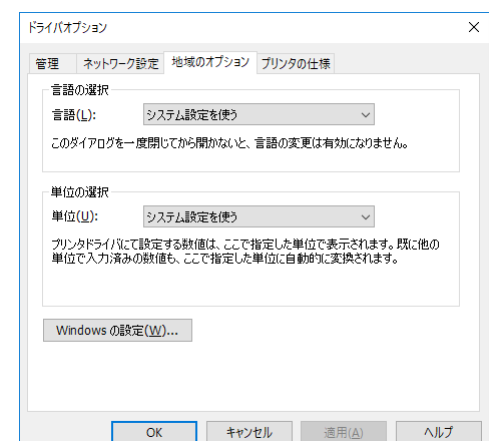 ドライバオプション
管理 ネットワーク設定 地域のオプション プリンタの仕様
言語の選択
言語(L): システム設定を使う
このダイアログを一度閉じてから開かないと、言語の変更は有効になりません。
単位の選択
単位(U): システム設定を使う
プリンタドライバにて設定する数値は、ここで指定した単位で表示されます。既に他の
単位で入力済みの数値も、ここで指定した単位に自動的に変換されます。
Windows の設定(W)...
OK キャンセル 適用(A) ヘルプ